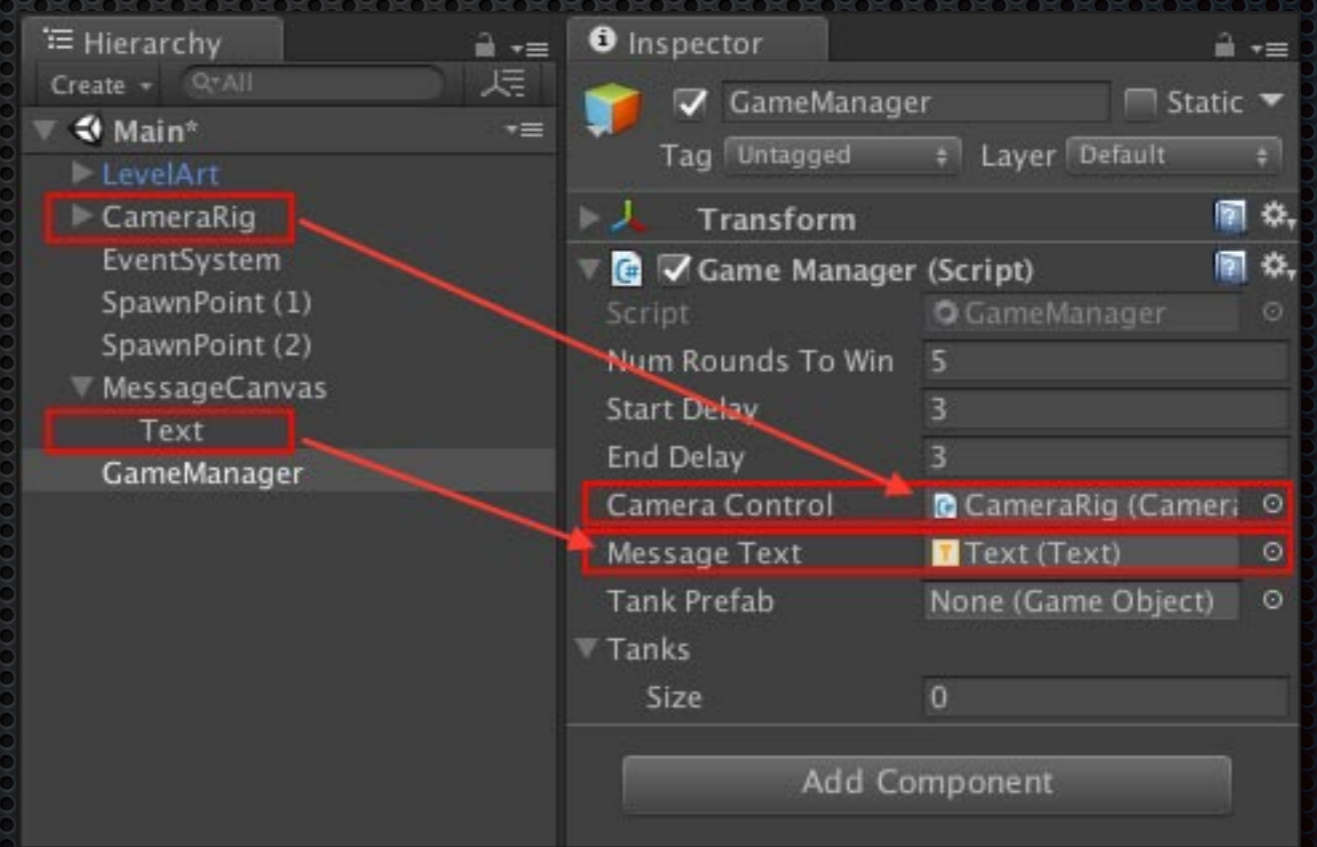 Hierarchy
Create
All
Main*
LevelArt
CameraRig
EventSystem
SpawnPoint (1)
SpawnPoint (2)
MessageCanvas
Text
GameManager
Inspector
GameManager
Static
Tag Untagged Layer Default
Transform
Game Manager (Script)
Script GameManager
Num Rounds To Win 5
Start Delay 3
End Delay 3
Camera Control CameraRig (Camera
Message Text Text (Text)
Tank Prefab None (Game Object)
Tanks
Size 0
Add Component